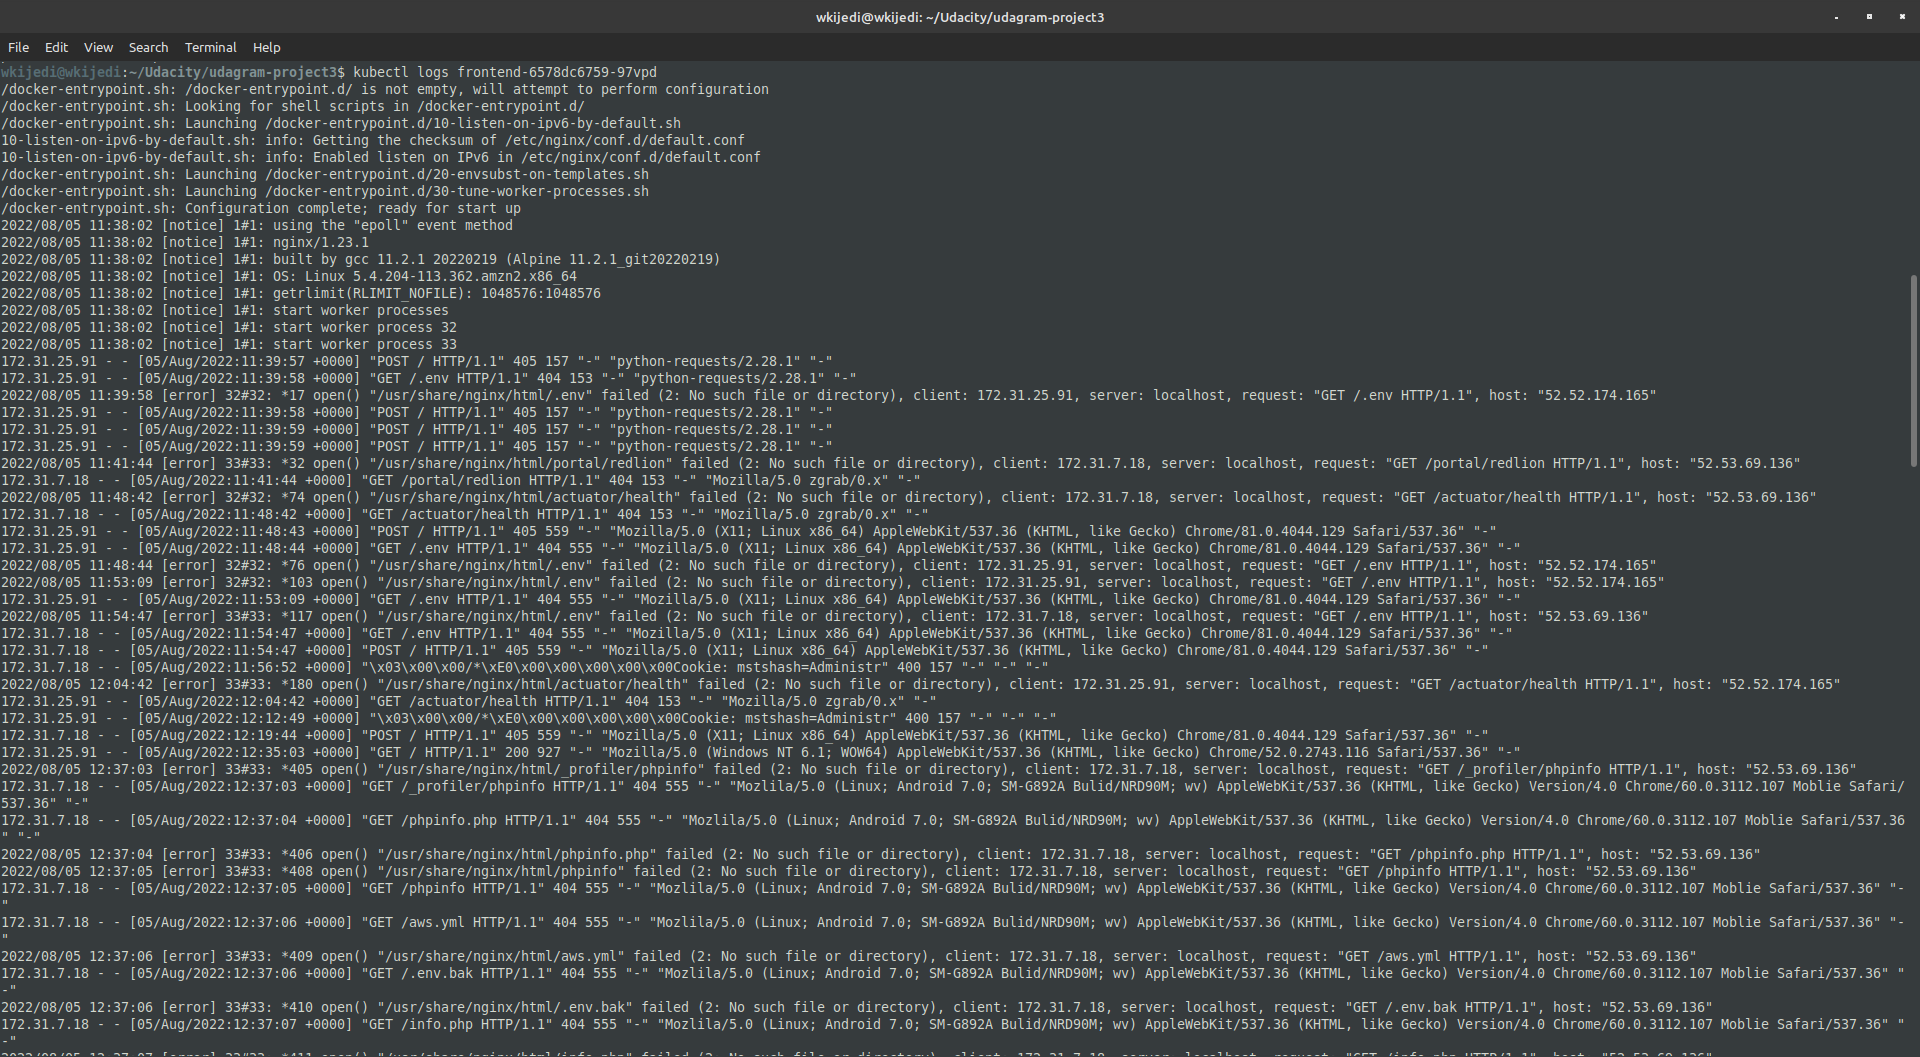 wkijedi@wkijedi: ~/Udacity/udagram-project3
File Edit View Search Terminal Help
wkijedi@wkijedi:~/Udacity/udagram-project3$ kubectl logs frontend-6578dc6759-97vpd
/docker-entrypoint.sh: /docker-entrypoint.d/ is not empty, will attempt to perform configuration
/docker-entrypoint.sh: Looking for shell scripts in /docker-entrypoint.d/
/docker-entrypoint.sh: Launching /docker-entrypoint.d/10-listen-on-ipv6-by-default.sh
10-listen-on-ipv6-by-default.sh: info: Getting the checksum of /etc/nginx/conf.d/default.conf
10-listen-on-ipv6-by-default.sh: info: Enabled listen on IPv6 in /etc/nginx/conf.d/default.conf
/docker-entrypoint.sh: Launching /docker-entrypoint.d/20-envsubst-on-templates.sh
/docker-entrypoint.sh: Launching /docker-entrypoint.d/30-tune-worker-processes.sh
/docker-entrypoint.sh: Configuration complete; ready for start up
2022/08/05 11:38:02 [notice] 1#1: using the "epoll" event method
2022/08/05 11:38:02 [notice] 1#1: nginx/1.23.1
2022/08/05 11:38:02 [notice] 1#1: built by gcc 11.2.1 20220219 (Alpine 11.2.1_git20220219)
2022/08/05 11:38:02 [notice] 1#1: OS: Linux 5.4.204-113.362.amzn2.x86_64
2022/08/05 11:38:02 [notice] 1#1: getrlimit(RLIMIT_NOFILE): 1048576:1048576
2022/08/05 11:38:02 [notice] 1#1: start worker processes
2022/08/05 11:38:02 [notice] 1#1: start worker process 32
2022/08/05 11:38:02 [notice] 1#1: start worker process 33
172.31.25.91 - - [05/Aug/2022:11:39:57 +0000] "POST / HTTP/1.1" 405 157 "-" "python-requests/2.28.1" "-"
172.31.25.91 - - [05/Aug/2022:11:39:58 +0000] "GET /.env HTTP/1.1" 404 153 "-" "python-requests/2.28.1" "-"
2022/08/05 11:39:58 [error] 32#32: *17 open() "/usr/share/nginx/html/.env" failed (2: No such file or directory), client: 172.31.25.91, server: localhost, request: "GET /.env HTTP/1.1", host: "52.52.174.165"
172.31.25.91 - - [05/Aug/2022:11:39:58 +0000] "POST / HTTP/1.1" 405 157 "-" "python-requests/2.28.1" "-"
172.31.25.91 - - [05/Aug/2022:11:39:59 +0000] "POST / HTTP/1.1" 405 157 "-" "python-requests/2.28.1" "-"
172.31.25.91 - - [05/Aug/2022:11:39:59 +0000] "POST / HTTP/1.1" 405 157 "-" "python-requests/2.28.1" "-"
2022/08/05 11:41:44 [error] 33#33: *32 open() "/usr/share/nginx/html/portal/redlion" failed (2: No such file or directory), client: 172.31.7.18, server: localhost, request: "GET /portal/redlion HTTP/1.1", host: "52.53.69.136"
172.31.7.18 - - [05/Aug/2022:11:41:44 +0000] "GET /portal/redlion HTTP/1.1" 404 153 "-" "Mozilla/5.0 zgrab/0.x" "-"
2022/08/05 11:48:42 [error] 32#32: *74 open() "/usr/share/nginx/html/actuator/health" failed (2: No such file or directory), client: 172.31.7.18, server: localhost, request: "GET /actuator/health HTTP/1.1", host: "52.53.69.136"
172.31.7.18 - - [05/Aug/2022:11:48:42 +0000] "GET /actuator/health HTTP/1.1" 404 153 "-" "Mozilla/5.0 zgrab/0.x" "-"
172.31.25.91 - - [05/Aug/2022:11:48:43 +0000] "POST / HTTP/1.1" 405 559 "-" "Mozilla/5.0 (X11; Linux x86_64) AppleWebKit/537.36 (KHTML, like Gecko) Chrome/81.0.4044.129 Safari/537.36" "-"
172.31.25.91 - - [05/Aug/2022:11:48:44 +0000] "GET /.env HTTP/1.1" 404 555 "-" "Mozilla/5.0 (X11; Linux x86_64) AppleWebKit/537.36 (KHTML, like Gecko) Chrome/81.0.4044.129 Safari/537.36" "-"
2022/08/05 11:48:44 [error] 32#32: *76 open() "/usr/share/nginx/html/.env" failed (2: No such file or directory), client: 172.31.25.91, server: localhost, request: "GET /.env HTTP/1.1", host: "52.52.174.165"
2022/08/05 11:53:09 [error] 32#32: *103 open() "/usr/share/nginx/html/.env" failed (2: No such file or directory), client: 172.31.25.91, server: localhost, request: "GET /.env HTTP/1.1", host: "52.52.174.165"
172.31.25.91 - - [05/Aug/2022:11:53:09 +0000] "GET /.env HTTP/1.1" 404 555 "-" "Mozilla/5.0 (X11; Linux x86_64) AppleWebKit/537.36 (KHTML, like Gecko) Chrome/81.0.4044.129 Safari/537.36" "-"
2022/08/05 11:54:47 [error] 33#33: *117 open() "/usr/share/nginx/html/.env" failed (2: No such file or directory), client: 172.31.7.18, server: localhost, request: "GET /.env HTTP/1.1", host: "52.53.69.136"
172.31.7.18 - - [05/Aug/2022:11:54:47 +0000] "GET /.env HTTP/1.1" 404 555 "-" "Mozilla/5.0 (X11; Linux x86_64) AppleWebKit/537.36 (KHTML, like Gecko) Chrome/81.0.4044.129 Safari/537.36" "-"
172.31.7.18 - - [05/Aug/2022:11:54:47 +0000] "POST / HTTP/1.1" 405 559 "-" "Mozilla/5.0 (X11; Linux x86_64) AppleWebKit/537.36 (KHTML, like Gecko) Chrome/81.0.4044.129 Safari/537.36" "-"
172.31.7.18 - - [05/Aug/2022:11:56:52 +0000] "\x03\x00\x00/*\xE0\x00\x00\x00\x00\x00Cookie: mstshash=Administr" 400 157 "-" "-" "-"
2022/08/05 12:04:42 [error] 33#33: *180 open() "/usr/share/nginx/html/actuator/health" failed (2: No such file or directory), client: 172.31.25.91, server: localhost, request: "GET /actuator/health HTTP/1.1", host: "52.52.174.165"
172.31.25.91 - - [05/Aug/2022:12:04:42 +0000] "GET /actuator/health HTTP/1.1" 404 153 "-" "Mozilla/5.0 zgrab/0.x" "-"
172.31.25.91 - - [05/Aug/2022:12:12:49 +0000] "\x03\x00\x00/*\xE0\x00\x00\x00\x00\x00Cookie: mstshash=Administr" 400 157 "-" "-" "-"
172.31.7.18 - - [05/Aug/2022:12:19:44 +0000] "POST / HTTP/1.1" 405 559 "-" "Mozilla/5.0 (X11; Linux x86_64) AppleWebKit/537.36 (KHTML, like Gecko) Chrome/81.0.4044.129 Safari/537.36" "-"
172.31.25.91 - - [05/Aug/2022:12:35:03 +0000] "GET / HTTP/1.1" 200 927 "-" "Mozilla/5.0 (Windows NT 6.1; WOW64) AppleWebKit/537.36 (KHTML, like Gecko) Chrome/52.0.2743.116 Safari/537.36" "-"
2022/08/05 12:37:03 [error] 33#33: *405 open() "/usr/share/nginx/html/_profiler/phpinfo" failed (2: No such file or directory), client: 172.31.7.18, server: localhost, request: "GET /_profiler/phpinfo HTTP/1.1", host: "52.53.69.136"
172.31.7.18 - - [05/Aug/2022:12:37:03 +0000] "GET /_profiler/phpinfo HTTP/1.1" 404 555 "-" "Mozlila/5.0 (Linux; Android 7.0; SM-G892A Bulid/NRD90M; wv) AppleWebKit/537.36 (KHTML, like Gecko) Version/4.0 Chrome/60.0.3112.107 Moblie Safari/
537.36" "-"
172.31.7.18 - - [05/Aug/2022:12:37:04 +0000] "GET /phpinfo.php HTTP/1.1" 404 555 "-" "Mozlila/5.0 (Linux; Android 7.0; SM-G892A Bulid/NRD90M; wv) AppleWebKit/537.36 (KHTML, like Gecko) Version/4.0 Chrome/60.0.3112.107 Moblie Safari/537.36
" "-"
2022/08/05 12:37:04 [error] 33#33: *406 open() "/usr/share/nginx/html/phpinfo.php" failed (2: No such file or directory), client: 172.31.7.18, server: localhost, request: "GET /phpinfo.php HTTP/1.1", host: "52.53.69.136"
2022/08/05 12:37:05 [error] 33#33: *408 open() "/usr/share/nginx/html/phpinfo" failed (2: No such file or directory), client: 172.31.7.18, server: localhost, request: "GET /phpinfo HTTP/1.1", host: "52.53.69.136"
172.31.7.18 - - [05/Aug/2022:12:37:05 +0000] "GET /phpinfo HTTP/1.1" 404 555 "-" "Mozlila/5.0 (Linux; Android 7.0; SM-G892A Bulid/NRD90M; wv) AppleWebKit/537.36 (KHTML, like Gecko) Version/4.0 Chrome/60.0.3112.107 Moblie Safari/537.36" "-
"
172.31.7.18 - - [05/Aug/2022:12:37:06 +0000] "GET /aws.yml HTTP/1.1" 404 555 "-" "Mozlila/5.0 (Linux; Android 7.0; SM-G892A Bulid/NRD90M; wv) AppleWebKit/537.36 (KHTML, like Gecko) Version/4.0 Chrome/60.0.3112.107 Moblie Safari/537.36" "-
"
2022/08/05 12:37:06 [error] 33#33: *409 open() "/usr/share/nginx/html/aws.yml" failed (2: No such file or directory), client: 172.31.7.18, server: localhost, request: "GET /aws.yml HTTP/1.1", host: "52.53.69.136"
172.31.7.18 - - [05/Aug/2022:12:37:06 +0000] "GET /.env.bak HTTP/1.1" 404 555 "-" "Mozlila/5.0 (Linux; Android 7.0; SM-G892A Bulid/NRD90M; wv) AppleWebKit/537.36 (KHTML, like Gecko) Version/4.0 Chrome/60.0.3112.107 Moblie Safari/537.36" "
-"
2022/08/05 12:37:06 [error] 33#33: *410 open() "/usr/share/nginx/html/.env.bak" failed (2: No such file or directory), client: 172.31.7.18, server: localhost, request: "GET /.env.bak HTTP/1.1", host: "52.53.69.136"
172.31.7.18 - - [05/Aug/2022:12:37:07 +0000] "GET /info.php HTTP/1.1" 404 555 "-" "Mozlila/5.0 (Linux; Android 7.0; SM-G892A Bulid/NRD90M; wv) AppleWebKit/537.36 (KHTML, like Gecko) Version/4.0 Chrome/60.0.3112.107 Moblie Safari/537.36" "
-"